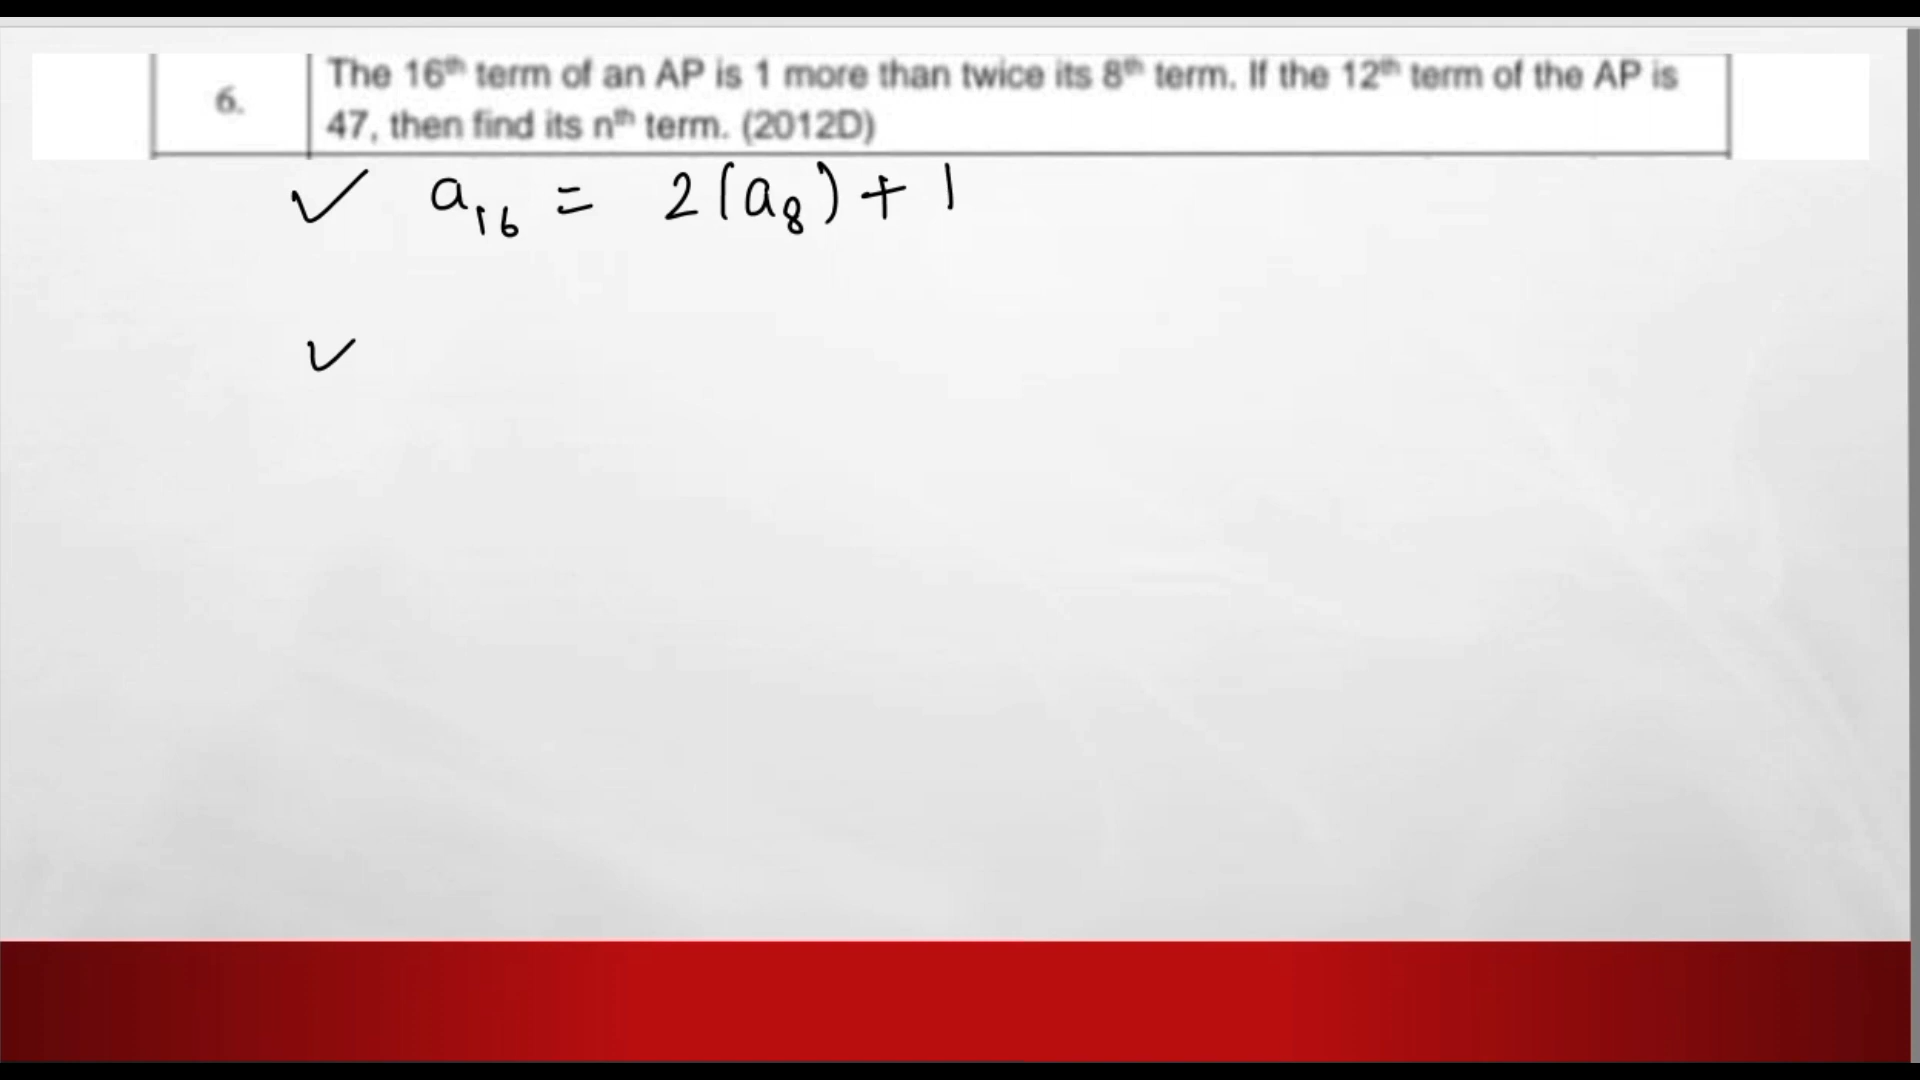 6.
The 16th term of an AP is 1 more than twice its 8th term. If the 12th term of the AP is
47, then find its nth term. (2012D)
✓ a₁₆ = 2(a₈) + 1
✓